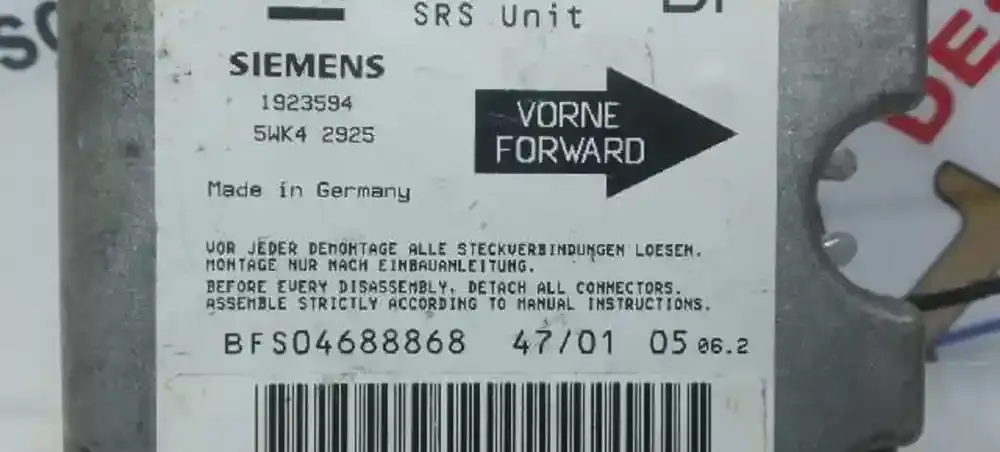 SRS Unit
SIEMENS
1923594
5WK4 2925
VORNE
FORWARD
Made in Germany
VOR JEDER DEMONTAGE ALLE STECKVERBINDUNGEN LOESEN.
MONTAGE NUR NACH EINBAUANLEITUNG.
BEFORE EVERY DISASSEMBLY, DETACH ALL CONNECTORS.
ASSEMBLE STRICTLY ACCORDING TO MANUAL INSTRUCTIONS.
BFS04688868 47/01 05 06.2